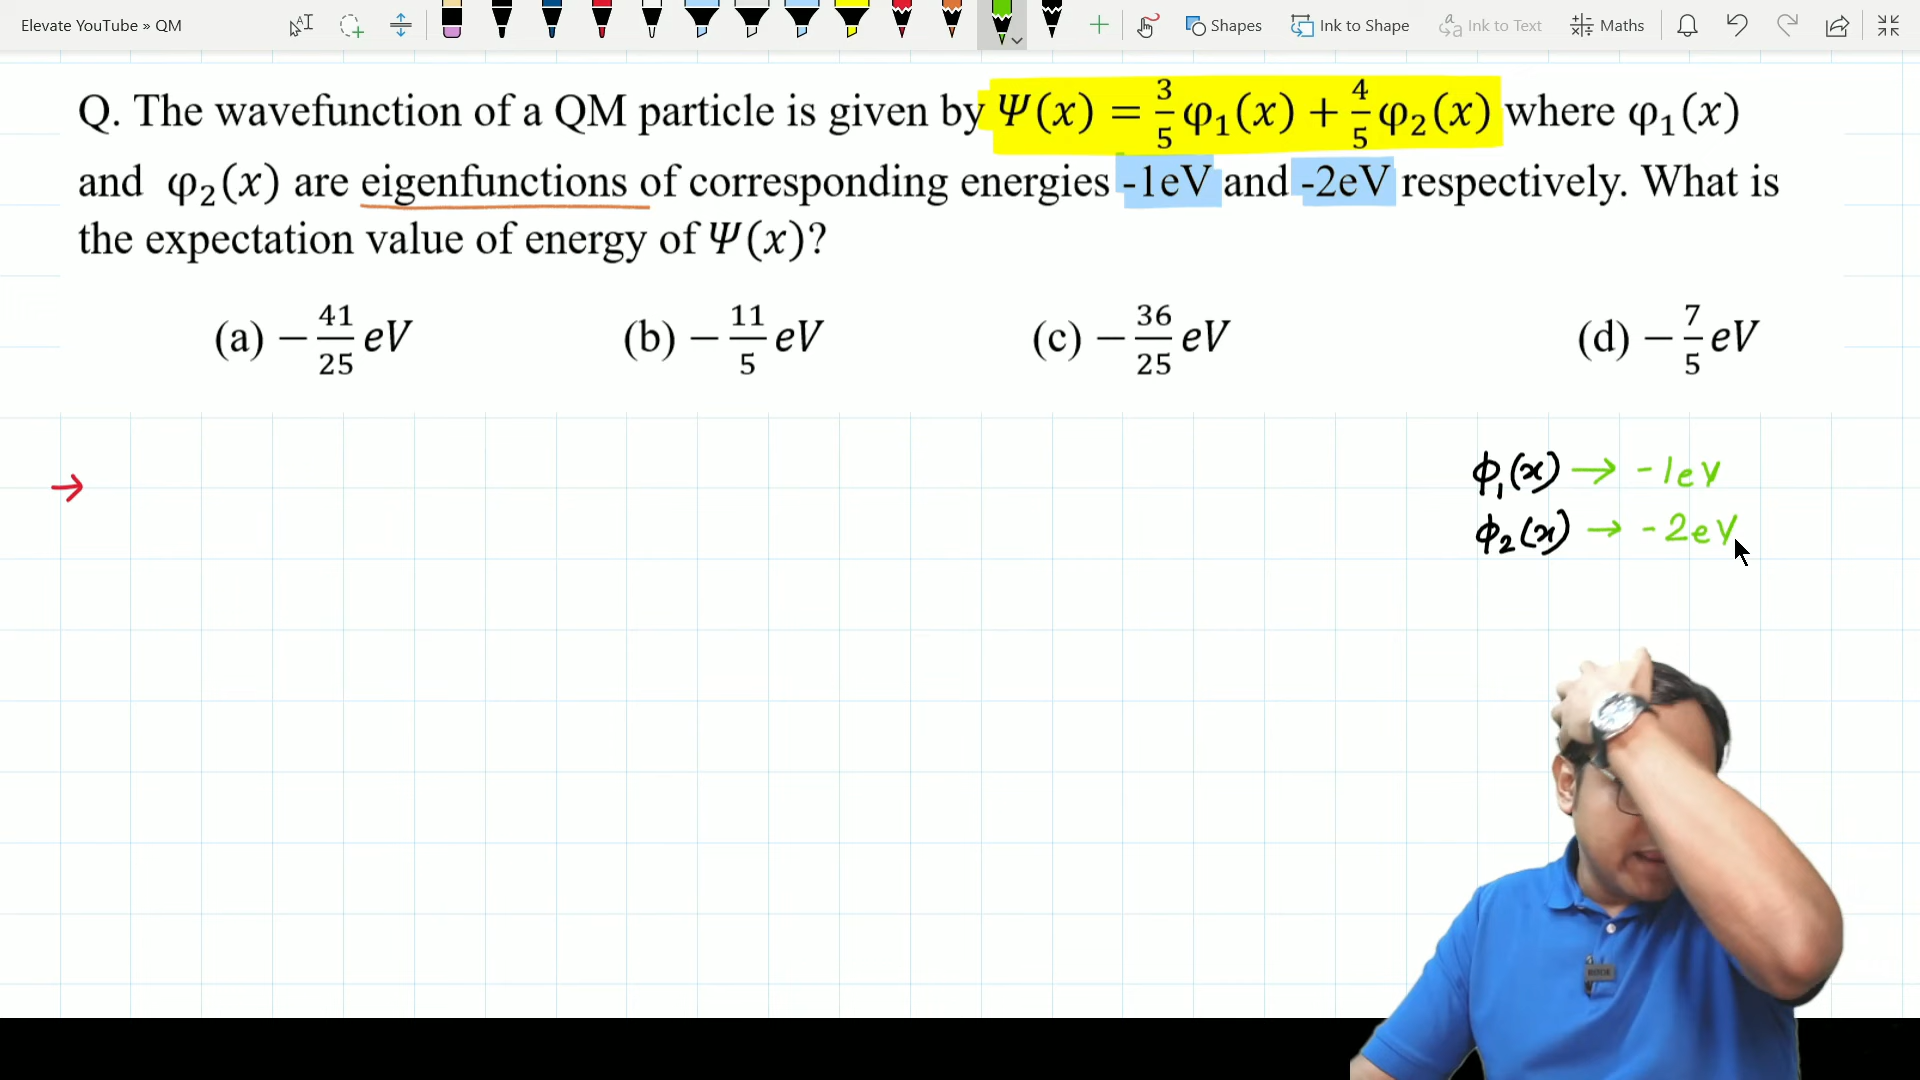 Elevate YouTube » QM
Shapes
Ink to Shape
Ink to Text
Maths
Q. The wavefunction of a QM particle is given by Ψ(x) = 3/5 φ₁(x) + 4/5 φ₂(x) where φ₁(x)
and φ₂(x) are eigenfunctions of corresponding energies -1eV and -2eV respectively. What is
the expectation value of energy of Ψ(x)?
(a) − 41/25 eV (b) − 11/5 eV (c) − 36/25 eV (d) − 7/5 eV
→
ϕ₁(x) → -1eV
ϕ₂(x) → -2eV
RODE